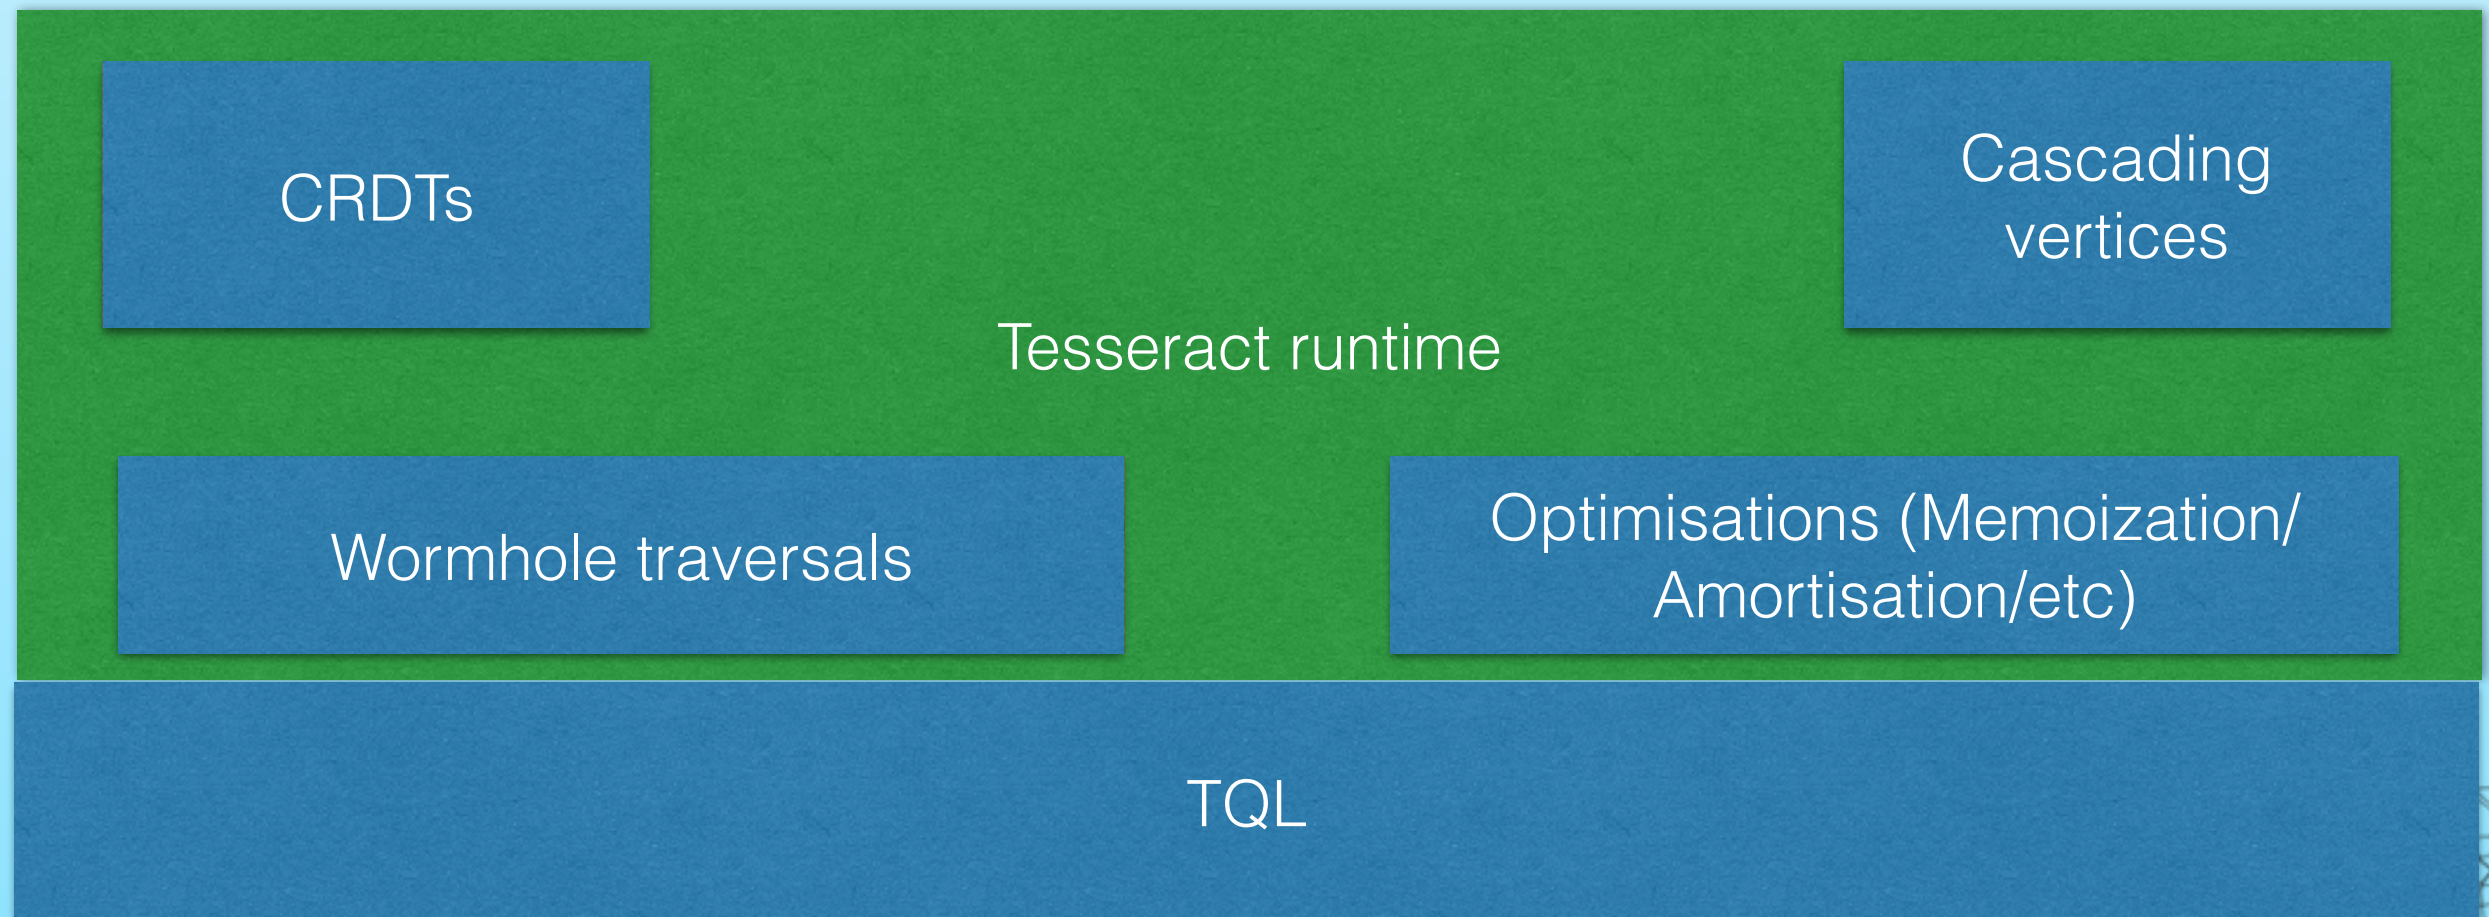 CRDTs
Cascading
vertices
Tesseract runtime
Wormhole traversals
Optimisations (Memoization/
Amortisation/etc)
TQL